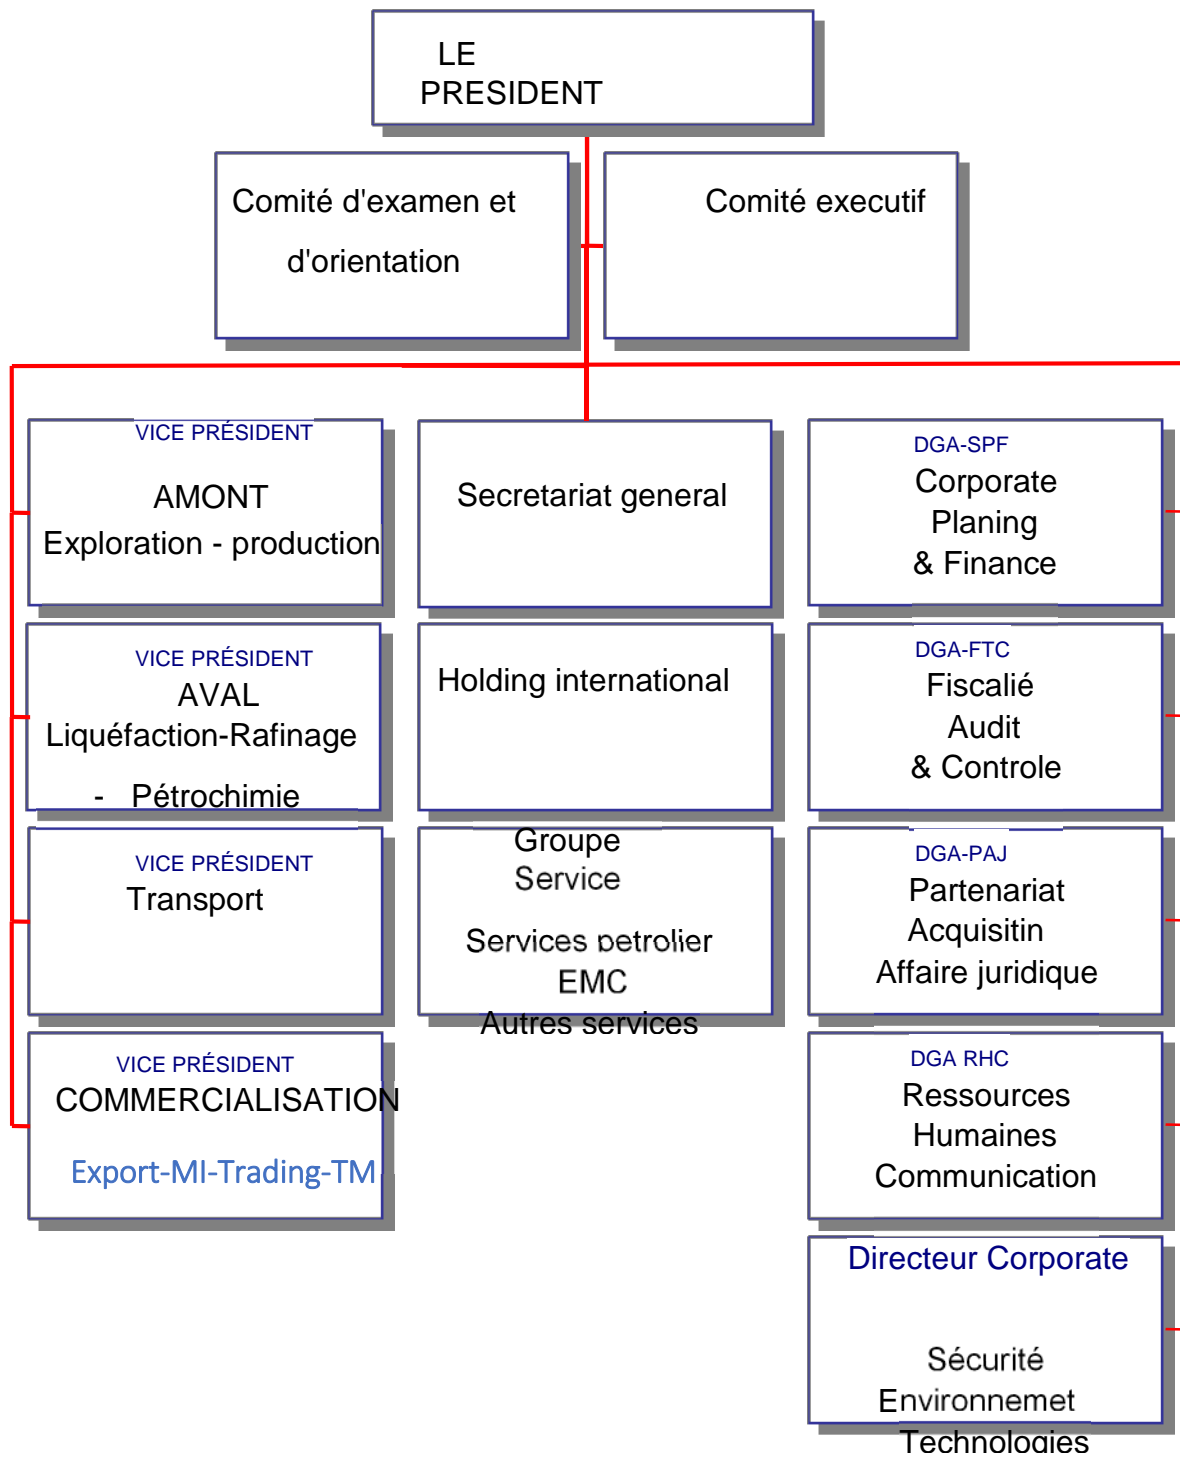 LE
PRESIDENT
Comité d'examen et
d'orientation
Comité executif
VICE PRÉSIDENT
AMONT
Exploration - production
Secretariat general
DGA-SPF
Corporate
Planing
& Finance
VICE PRÉSIDENT
AVAL
Liquéfaction-Rafinage
- Pétrochimie
Holding international
DGA-FTC
Fiscalié
Audit
& Controle
VICE PRÉSIDENT
Transport
Groupe
Service
Services petrolier
EMC
Autres services
DGA-PAJ
Partenariat
Acquisitin
Affaire juridique
VICE PRÉSIDENT
COMMERCIALISATION
Export-MI-Trading-TM
DGA RHC
Ressources
Humaines
Communication
Directeur Corporate
Sécurité
Environnemet
Technologies